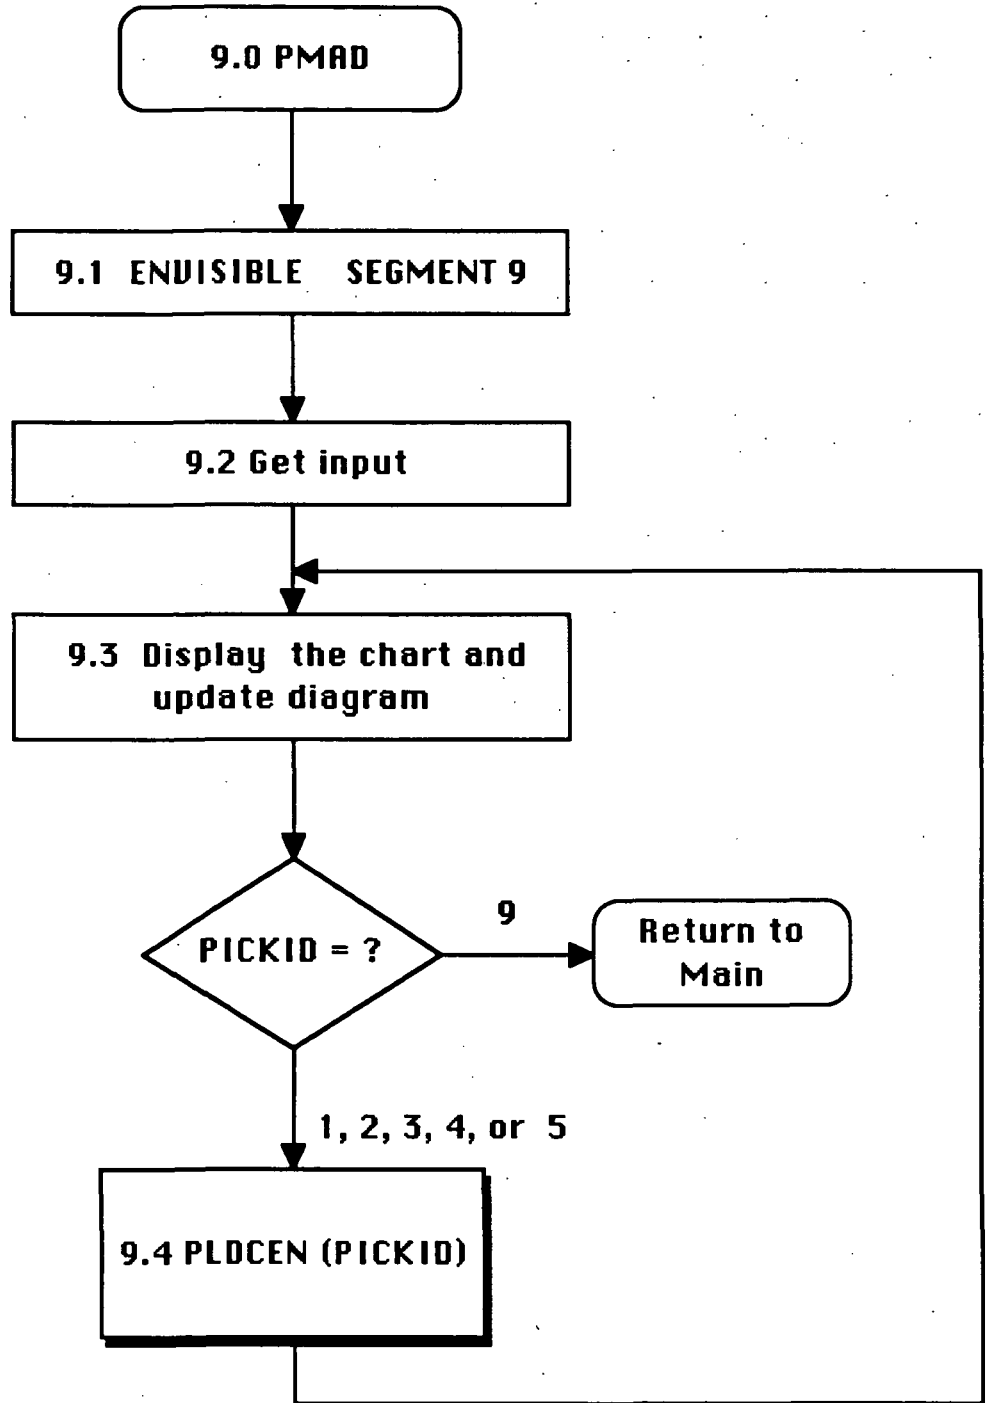 9.0 PMAD
9.1 ENVISIBLE SEGMENT 9
9.2 Get input
9.3 Display the chart and
update diagram
PICKID = ?
9
Return to
Main
1, 2, 3, 4, or 5
9.4 PLDCEN (PICKID)